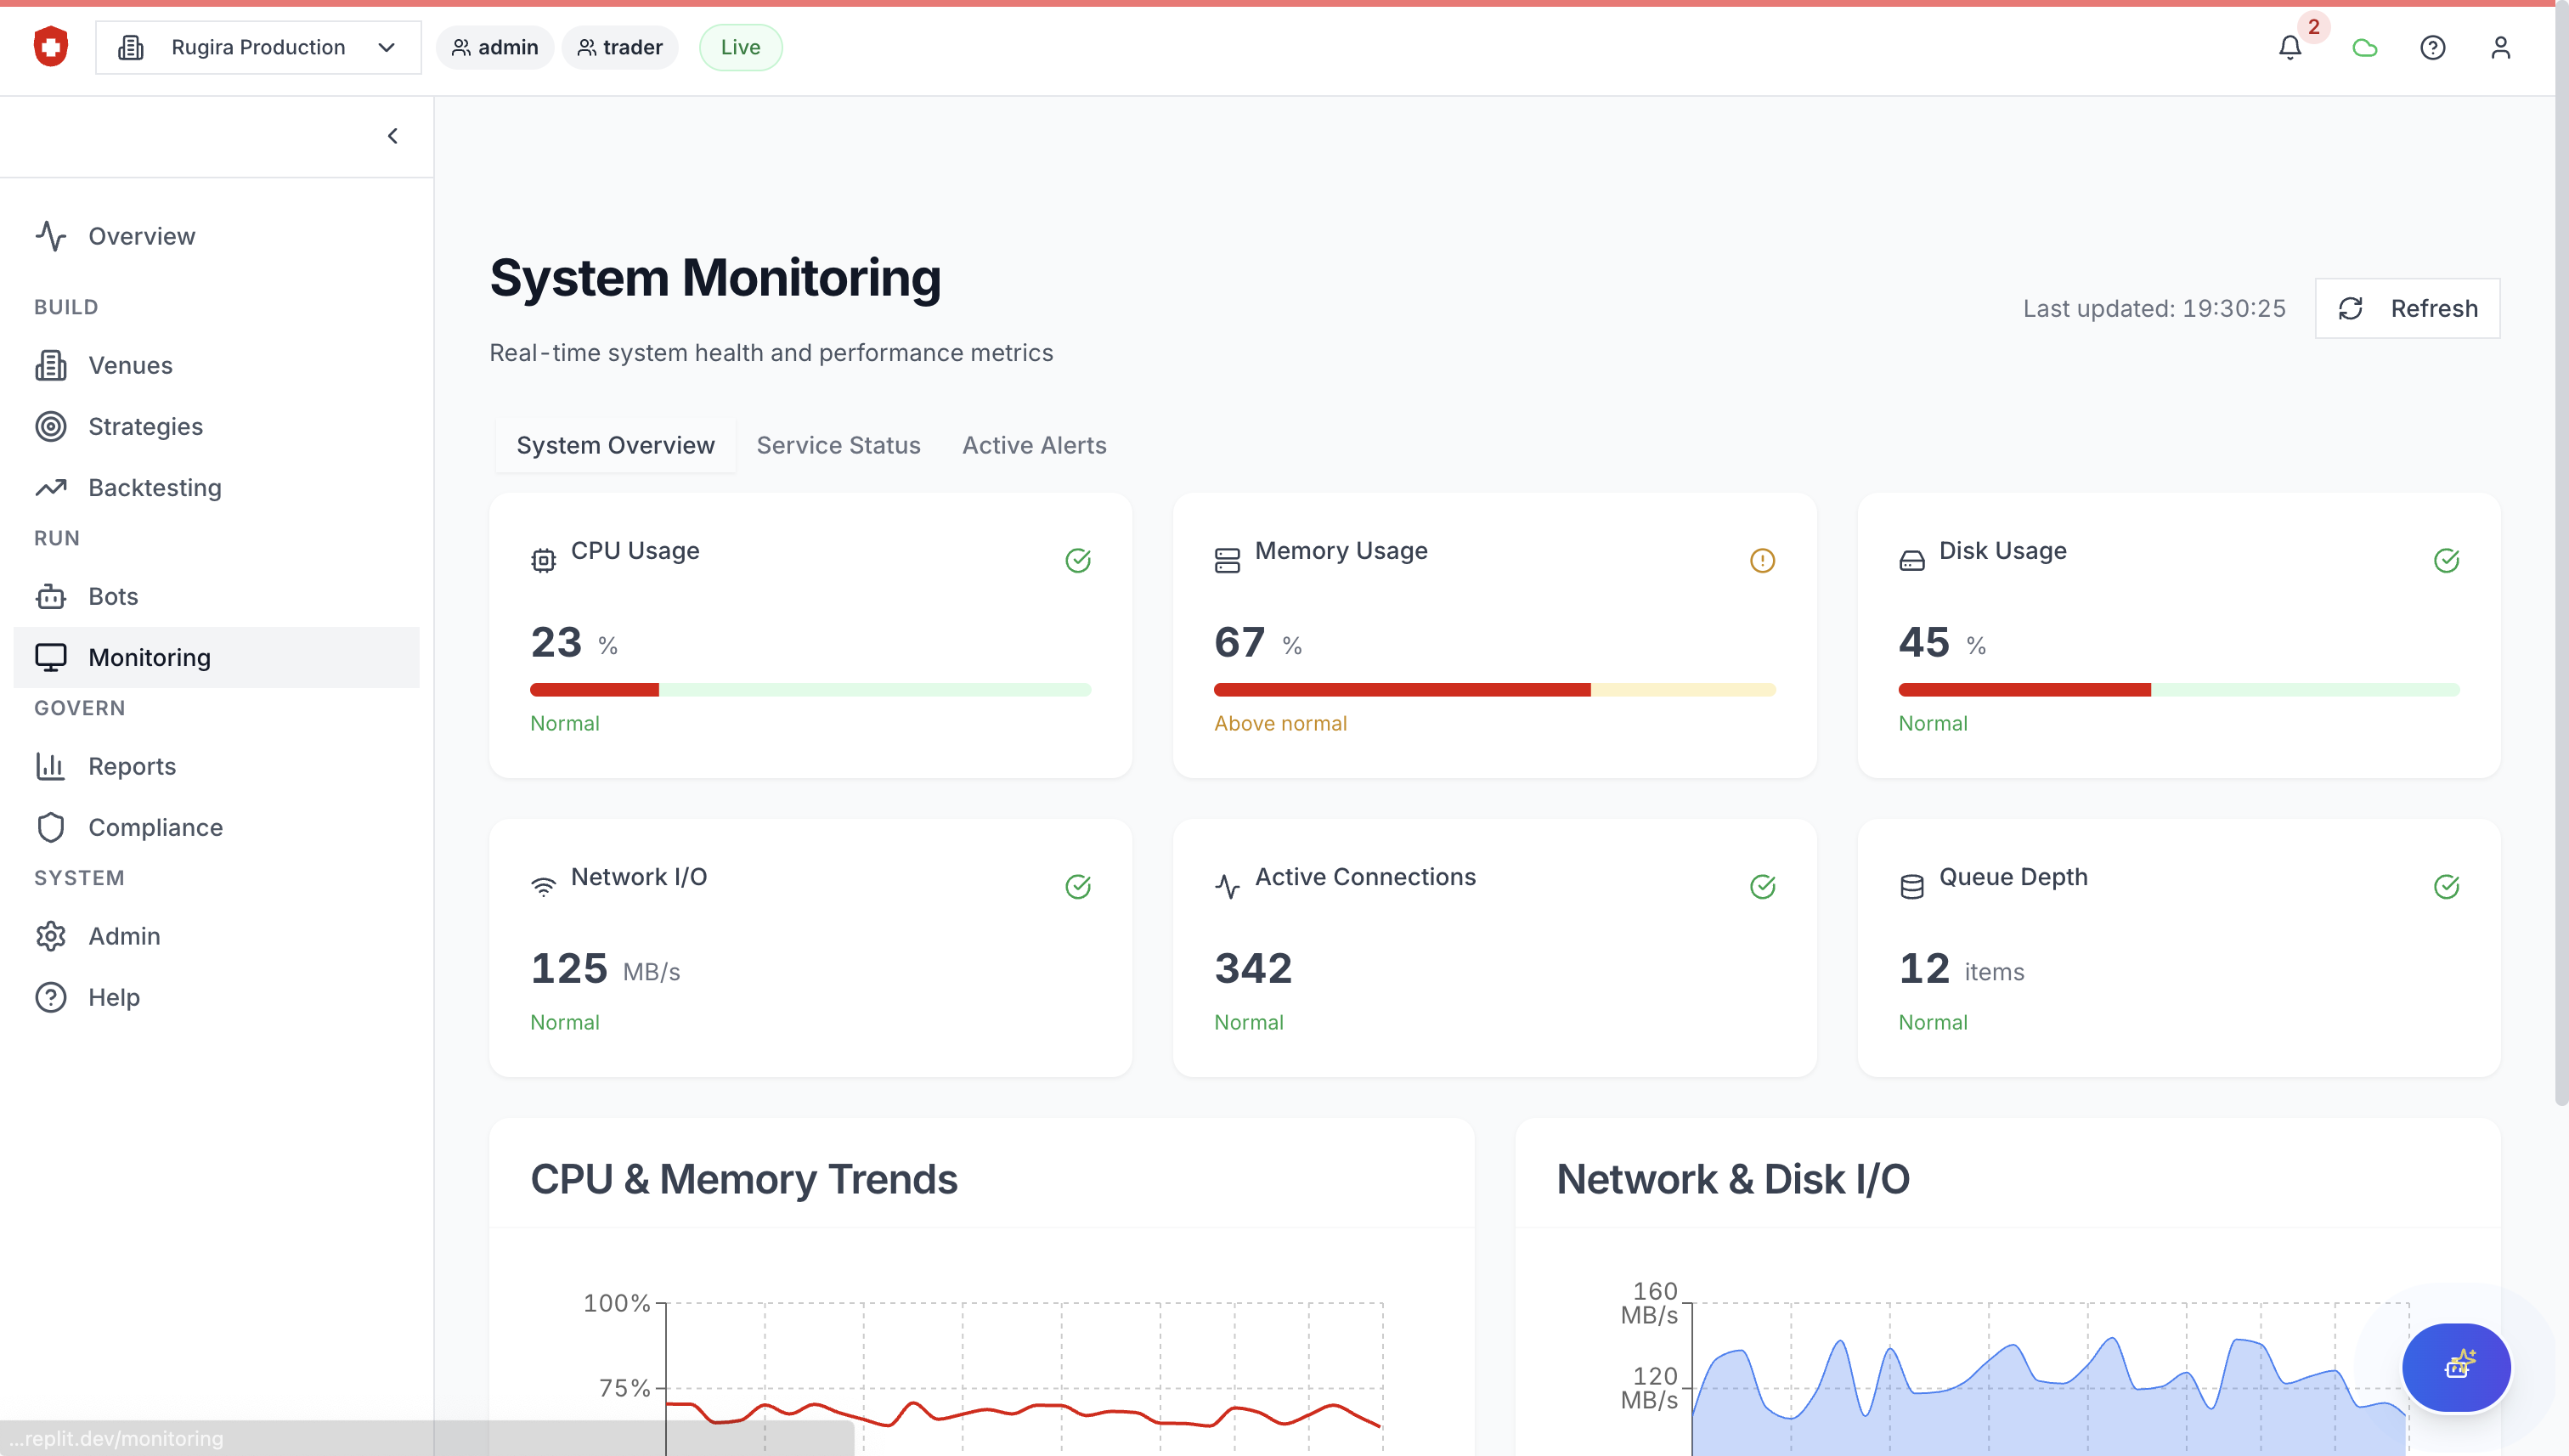 Rugira Production
admin
trader
Live
2
Overview
BUILD
Venues
Strategies
Backtesting
RUN
Bots
Monitoring
GOVERN
Reports
Compliance
SYSTEM
Admin
Help
System Monitoring
Real-time system health and performance metrics
Last updated: 19:30:25
Refresh
System Overview
Service Status
Active Alerts
CPU Usage
23 %
Normal
Memory Usage
67 %
Above normal
Disk Usage
45 %
Normal
Network I/O
125 MB/s
Normal
Active Connections
342
Normal
Queue Depth
12 items
Normal
CPU & Memory Trends
100%
75%
Network & Disk I/O
160
MB/s
120
MB/s
...replit.dev/monitoring